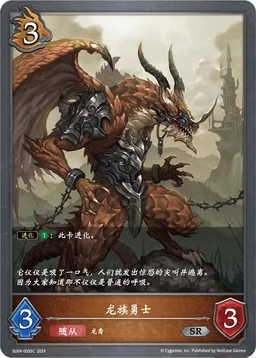 3
进化 1：此卡进化。
它仅仅是吸了一口气，人们就发出惊恐的尖叫并逃离。
因为大家知道那不仅仅是普通的呼吸。
龙族勇士
3
随从 龙裔
SR
3
© Cygames, Inc. Reproduced by NetEase Games